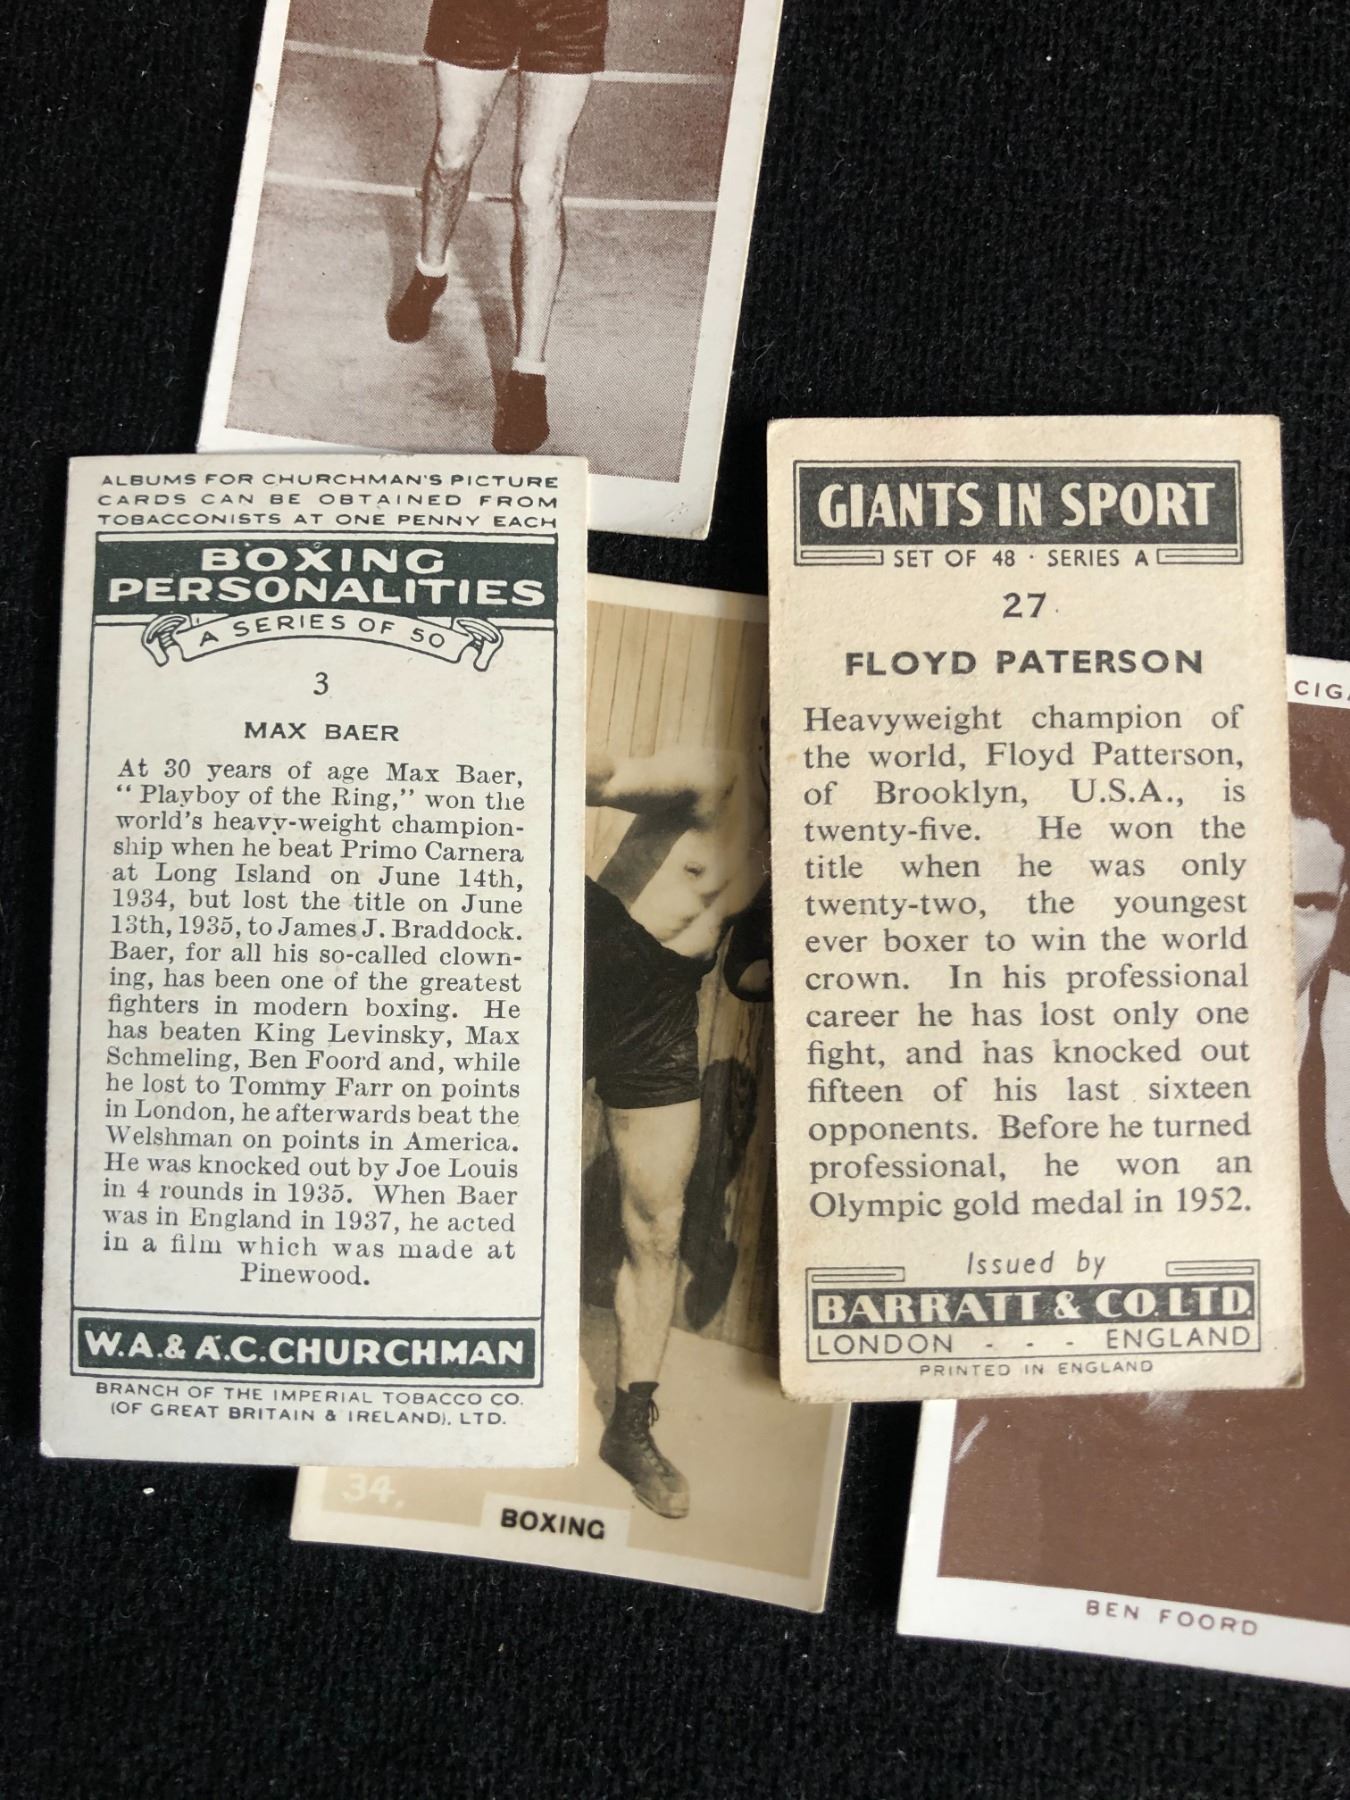 ALBUMS FOR CHURCHMAN'S PICTURE
CARDS CAN BE OBTAINED FROM
TOBACCONISTS AT ONE PENNY EACH
BOXING
PERSONALITIES
A SERIES OF 50
3
MAX BAER
At 30 years of age Max Baer,
"Playboy of the Ring," won the
world's heavy-weight champion-
ship when he beat Primo Carnera
at Long Island on June 14th,
1934, but lost the title on June
13th, 1935, to James J. Braddock.
Baer, for all his so-called clown-
ing, has been one of the greatest
fighters in modern boxing. He
has beaten King Levinsky, Max
Schmeling, Ben Foord and, while
he lost to Tommy Farr on points
in London, he afterwards beat the
Welshman on points in America.
He was knocked out by Joe Louis
in 4 rounds in 1935. When Baer
was in England in 1937, he acted
in a film which was made at
Pinewood.
W.A. & A.C. CHURCHMAN
BRANCH OF THE IMPERIAL TOBACCO CO.
(OF GREAT BRITAIN & IRELAND), LTD.
34.
BOXING
GIANTS IN SPORT
SET OF 48 · SERIES A
27
FLOYD PATERSON
Heavyweight champion of
the world, Floyd Patterson,
of Brooklyn, U.S.A., is
twenty-five. He won the
title when he was only
twenty-two, the youngest
ever boxer to win the world
crown. In his professional
career he has lost only one
fight, and has knocked out
fifteen of his last sixteen
opponents. Before he turned
professional, he won an
Olympic gold medal in 1952.
Issued by
BARRATT & CO. LTD.
LONDON - - - ENGLAND
PRINTED IN ENGLAND
CIG
BEN FOORD